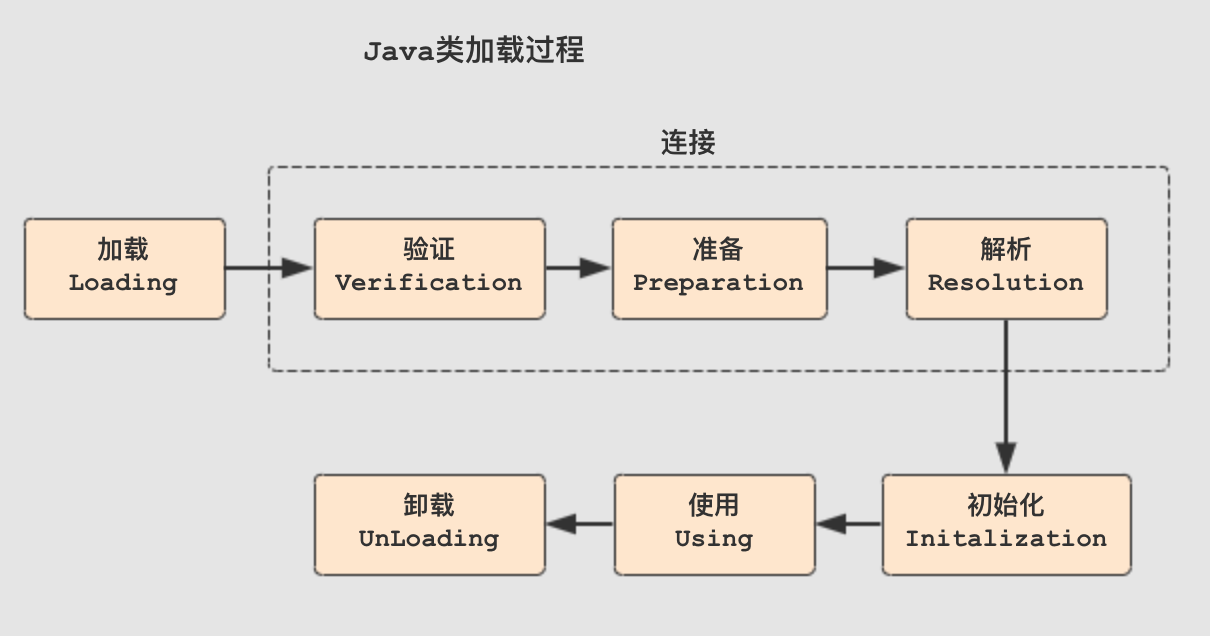 Java类加载过程
连接
加载
Loading
验证
Verification
准备
Preparation
解析
Resolution
初始化
Initalization
使用
Using
卸载
UnLoading